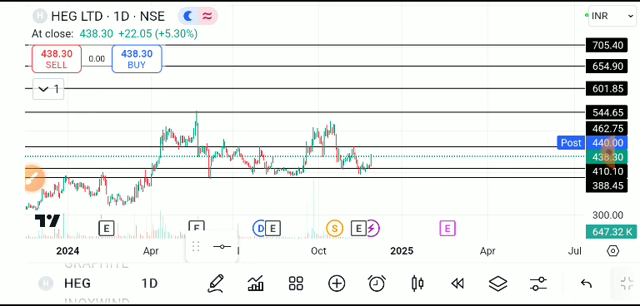 H HEG LTD · 1D · NSE
INR
At close: 438.30 +22.05 (+5.30%)
438.30
SELL
0.00
438.30
BUY
1
705.40
654.90
601.85
544.65
462.75
Post 440.00
438.30
410.10
388.45
300.00
647.32 K
E
E
D
E
S
E
E
2024
Apr
Oct
2025
Apr
Jul
GRAPHITE
H HEG 1D
INOXWIND